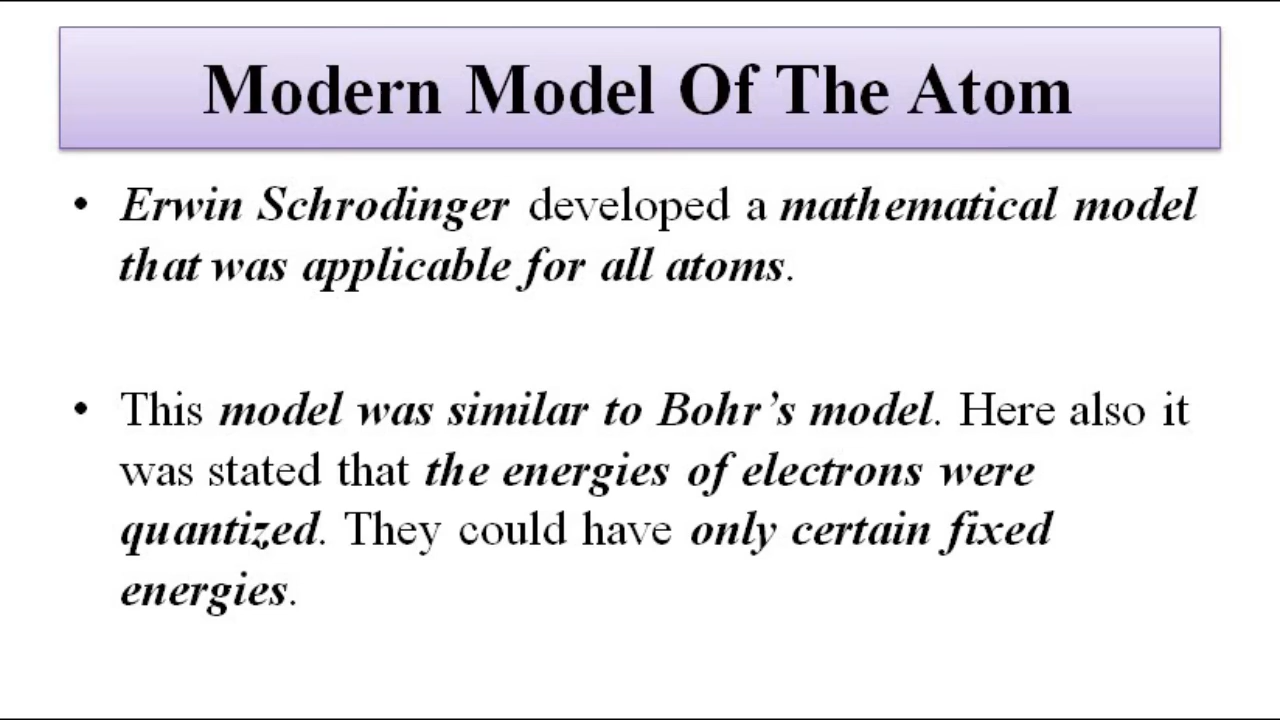 Modern Model Of The Atom
• Erwin Schrodinger developed a mathematical model
that was applicable for all atoms.
• This model was similar to Bohr’s model. Here also it
was stated that the energies of electrons were
quantized. They could have only certain fixed
energies.